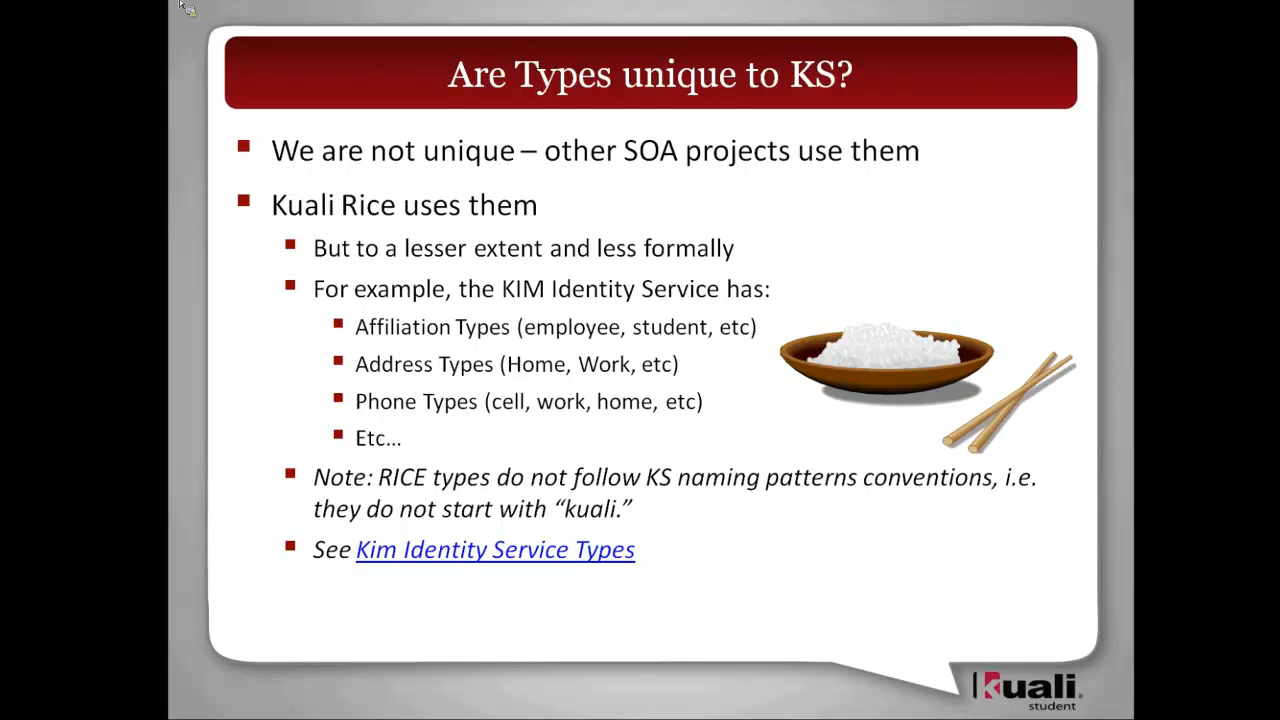 Are Types unique to KS?
We are not unique – other SOA projects use them
Kuali Rice uses them
But to a lesser extent and less formally
For example, the KIM Identity Service has:
Affiliation Types (employee, student, etc)
Address Types (Home, Work, etc)
Phone Types (cell, work, home, etc)
Etc…
Note: RICE types do not follow KS naming patterns conventions, i.e.
they do not start with “kuali.”
See Kim Identity Service Types
kuali®
student